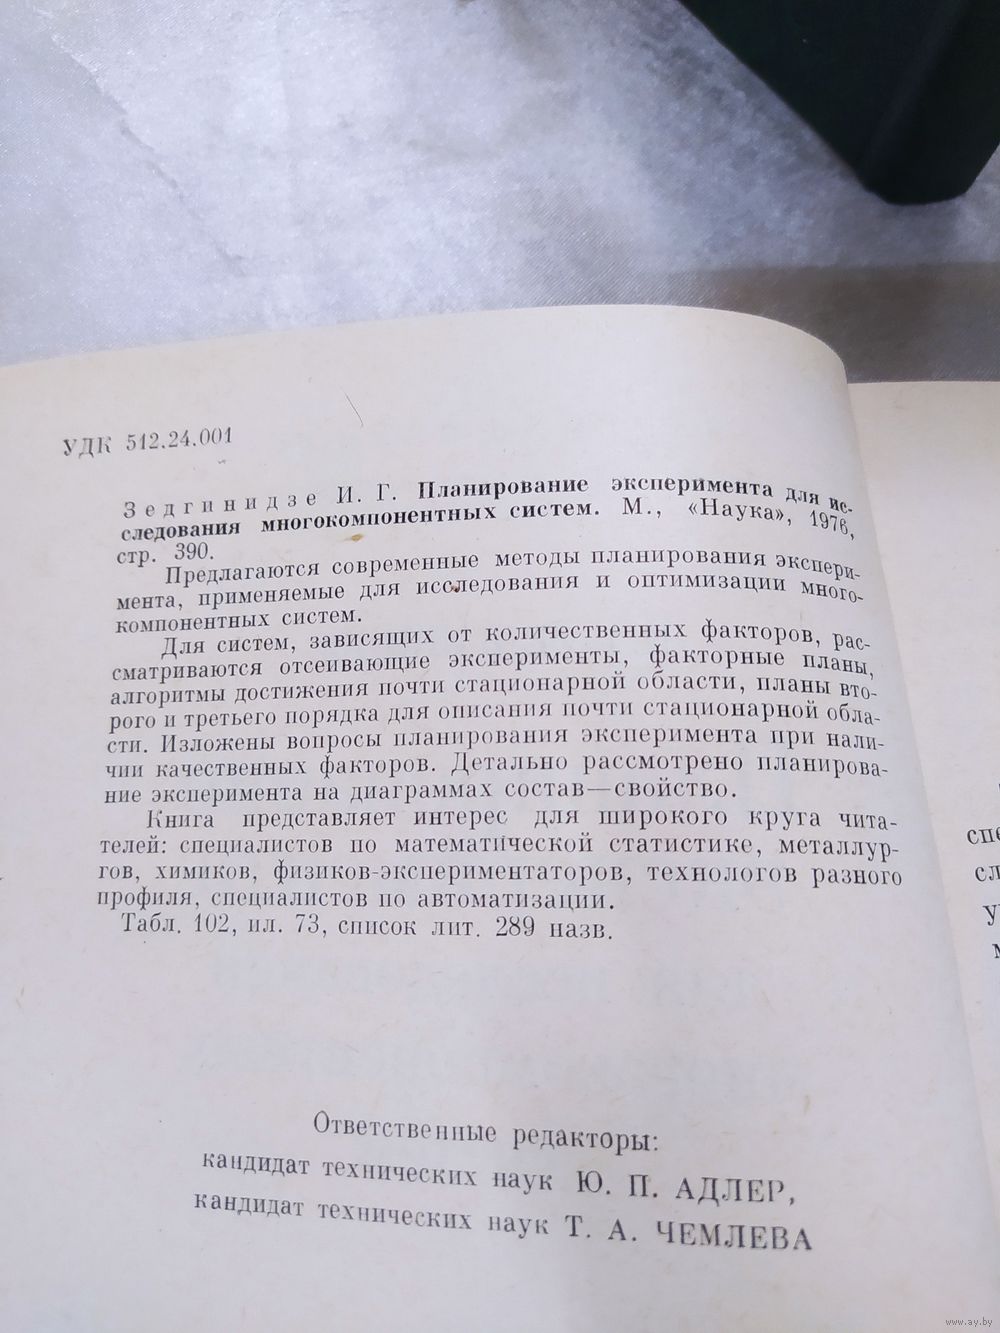 УДК 512.24.001
Зедгинидзе И. Г. Планирование эксперимента для ис-
следования многокомпонентных систем. М., «Наука», 1976,
стр. 390.
Предлагаются современные методы планирования экспери-
мента, применяемые для исследования и оптимизации много-
компонентных систем.
Для систем, зависящих от количественных факторов, рас-
сматриваются отсеивающие эксперименты, факторные планы,
алгоритмы достижения почти стационарной области, планы вто-
рого и третьего порядка для описания почти стационарной обла-
сти. Изложены вопросы планирования эксперимента при нали-
чии качественных факторов. Детально рассмотрено планирова-
ние эксперимента на диаграммах состав—свойство.
Книга представляет интерес для широкого круга чита-
телей: специалистов по математической статистике, металлур-
гов, химиков, физиков-экспериментаторов, технологов разного
профиля, специалистов по автоматизации.
Табл. 102, ил. 73, список лит. 289 назв.
Ответственные редакторы:
кандидат технических наук Ю. П. АДЛЕР,
кандидат технических наук Т. А. ЧЕМЛЕВА
www.ay.by